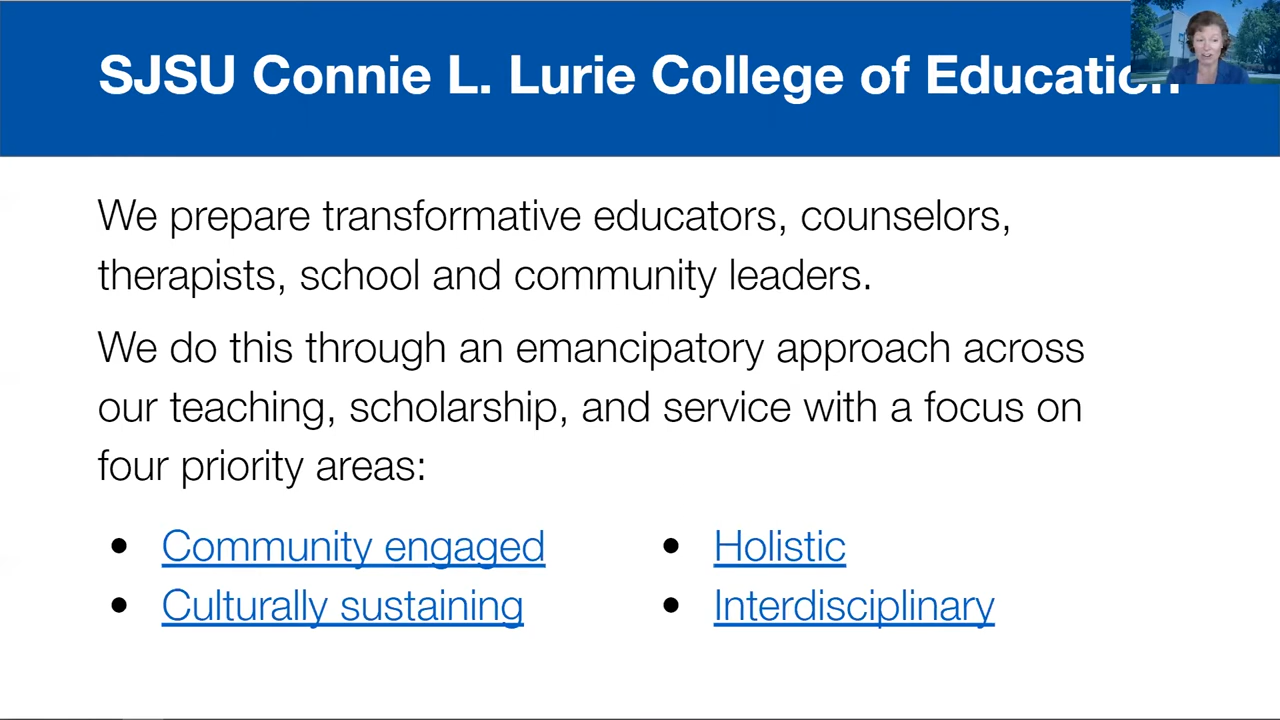 SJSU Connie L. Lurie College of Education
We prepare transformative educators, counselors,
therapists, school and community leaders.
We do this through an emancipatory approach across
our teaching, scholarship, and service with a focus on
four priority areas:
• Community engaged
• Culturally sustaining
• Holistic
• Interdisciplinary